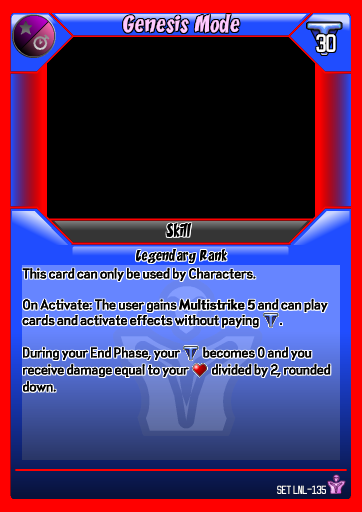 Genesis Mode
30
Skill
Legendary Rank
This card can only be used by Characters.
On Activate: The user gains Multistrike 5 and can play
cards and activate effects without paying .
During your End Phase, your becomes 0 and you
receive damage equal to your divided by 2, rounded
down.
SET LNL-135